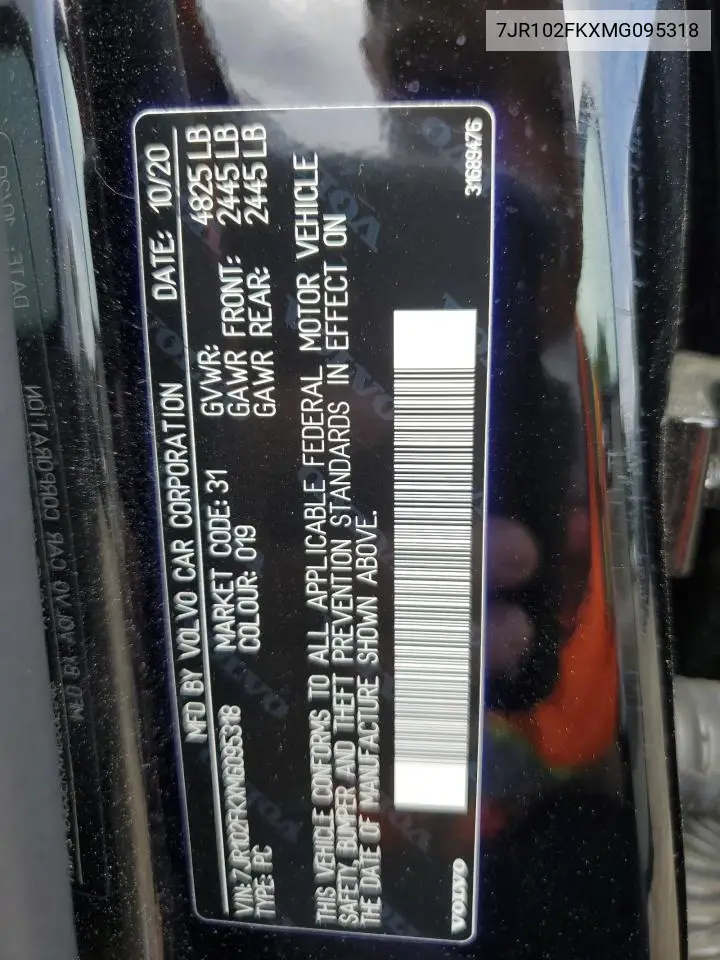 7JR102FKXMG095318
MFD BY VOLVO CAR CORPORATION DATE: 10/20
VIN: 7JR102FKXMG095318 MARKET CODE: 31 GVWR: 4825 LB
TYPE: PC COLOUR: 019 GAWR FRONT: 2445 LB
GAWR REAR: 2445 LB
THIS VEHICLE CONFORMS TO ALL APPLICABLE FEDERAL MOTOR VEHICLE
SAFETY, BUMPER AND THEFT PREVENTION STANDARDS IN EFFECT ON
THE DATE OF MANUFACTURE SHOWN ABOVE.
VOLVO 31689476